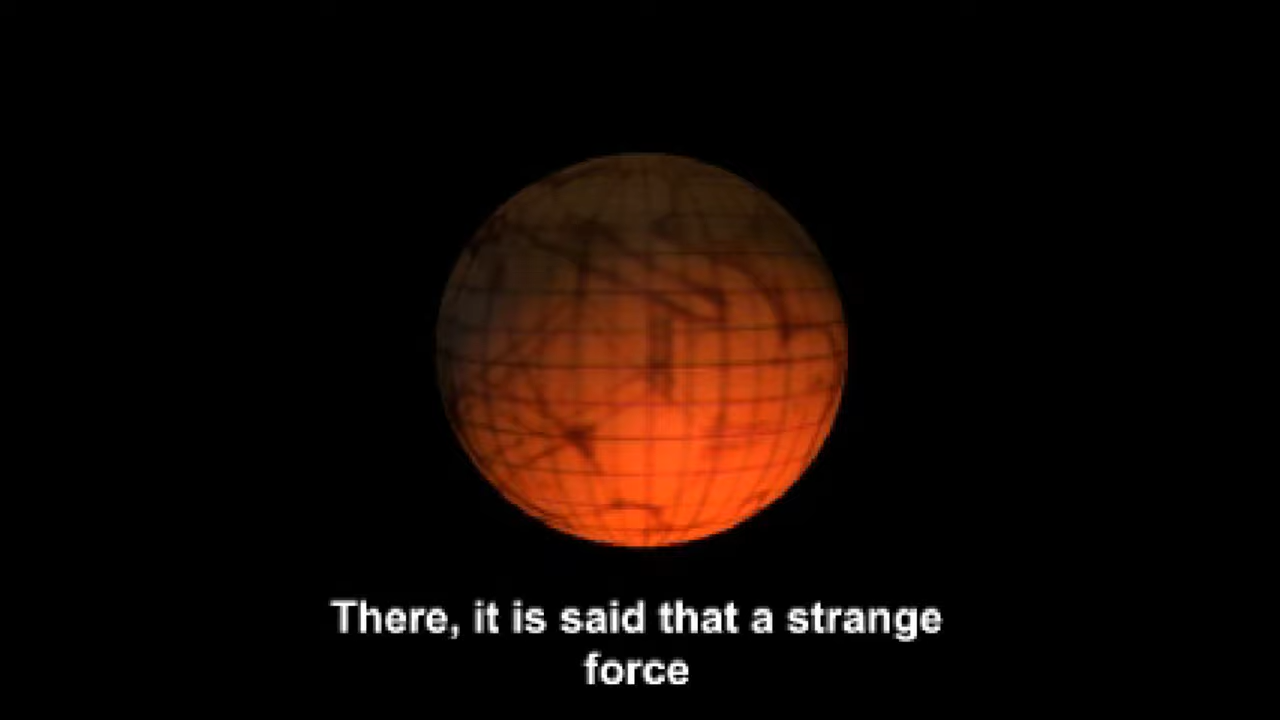 There, it is said that a strange
force